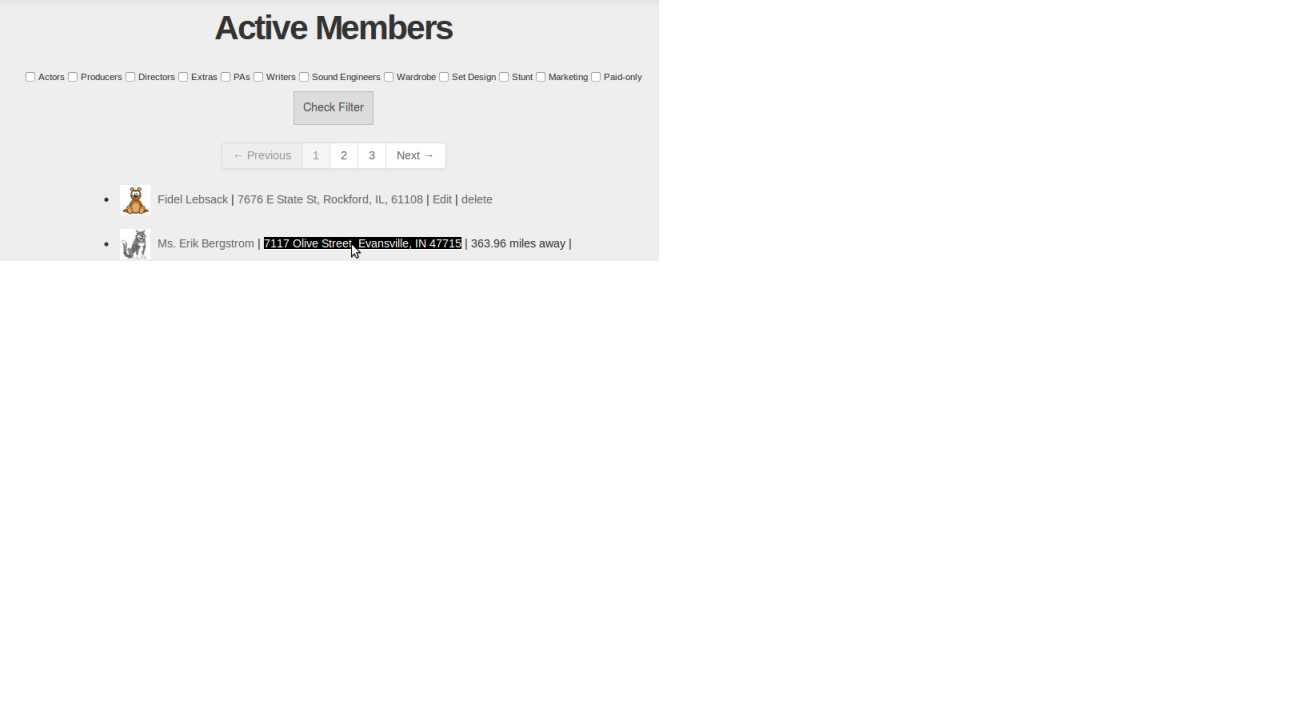 Active Members
Actors Producers Directors Extras PAs Writers Sound Engineers Wardrobe Set Design Stunt Marketing Paid-only
Check Filter
← Previous 1 2 3 Next →
Fidel Lebsack | 7676 E State St, Rockford, IL, 61108 | Edit | delete
Ms. Erik Bergstrom | 7117 Olive Street, Evansville, IN 47715 | 363.96 miles away |